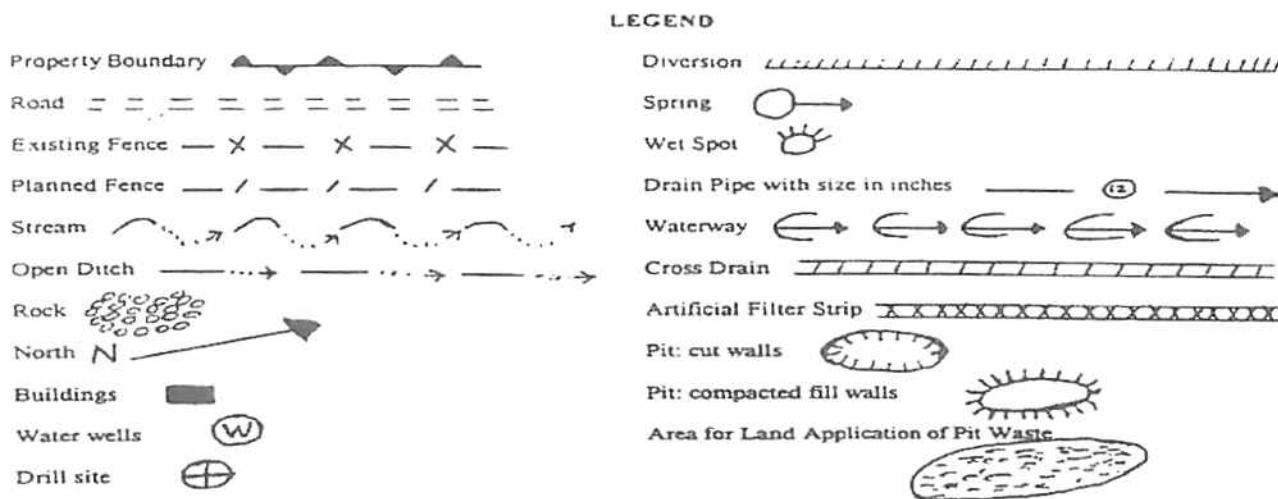 LEGEND
Property Boundary
Road
Existing Fence
Planned Fence
Stream
Open Ditch
Rock
North N
Buildings
Water wells W
Drill site
Diversion
Spring
Wet Spot
Drain Pipe with size in inches 12
Waterway
Cross Drain
Artificial Filter Strip
Pit: cut walls
Pit: compacted fill walls
Area for Land Application of Pit Waste